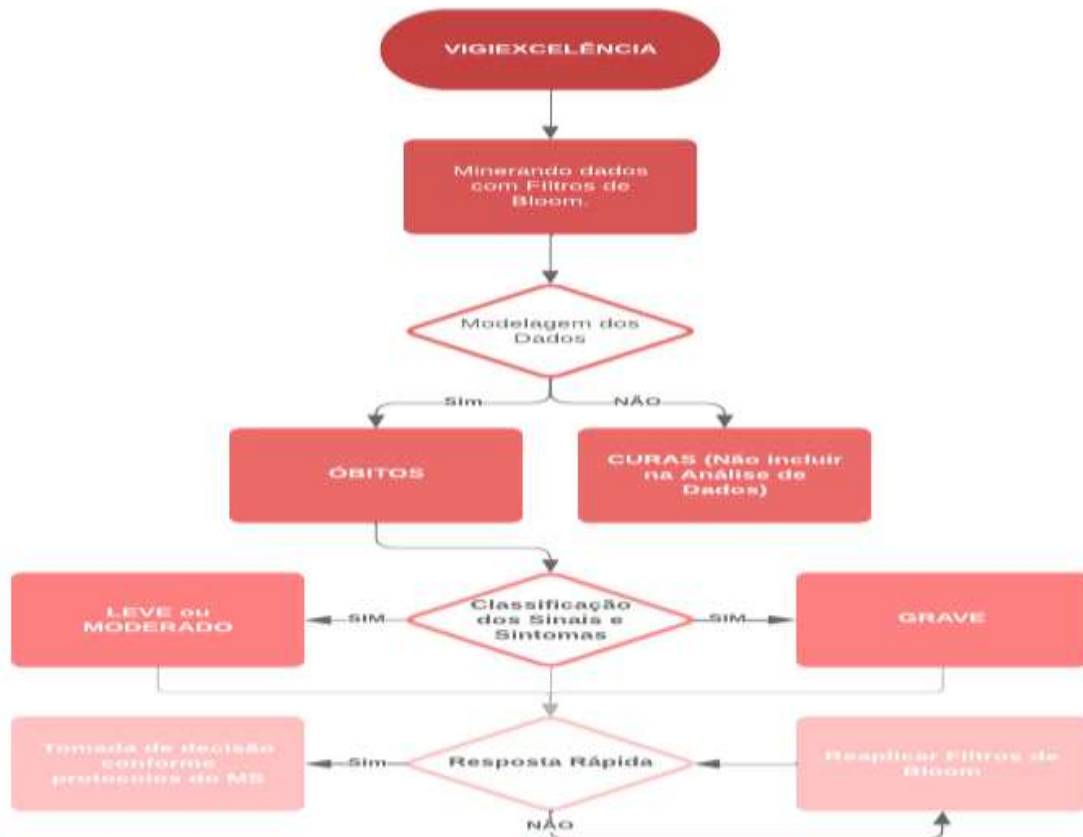 VIGIEXCELÊNCIA
Minerando dados
com Filtros de
Bloom.
Modelagem dos
Dados
Sim
NÃO
ÓBITOS
CURAS (Não incluir
na Análise de
Dados)
LEVE ou
MODERADO
SIM
Classificação
dos Sinais e
Sintomas
SIM
GRAVE
Tomada de decisão
conforme
protocolos do MS
Sim
Resposta Rápida
Reaplicar Filtros de
Bloom
NÃO